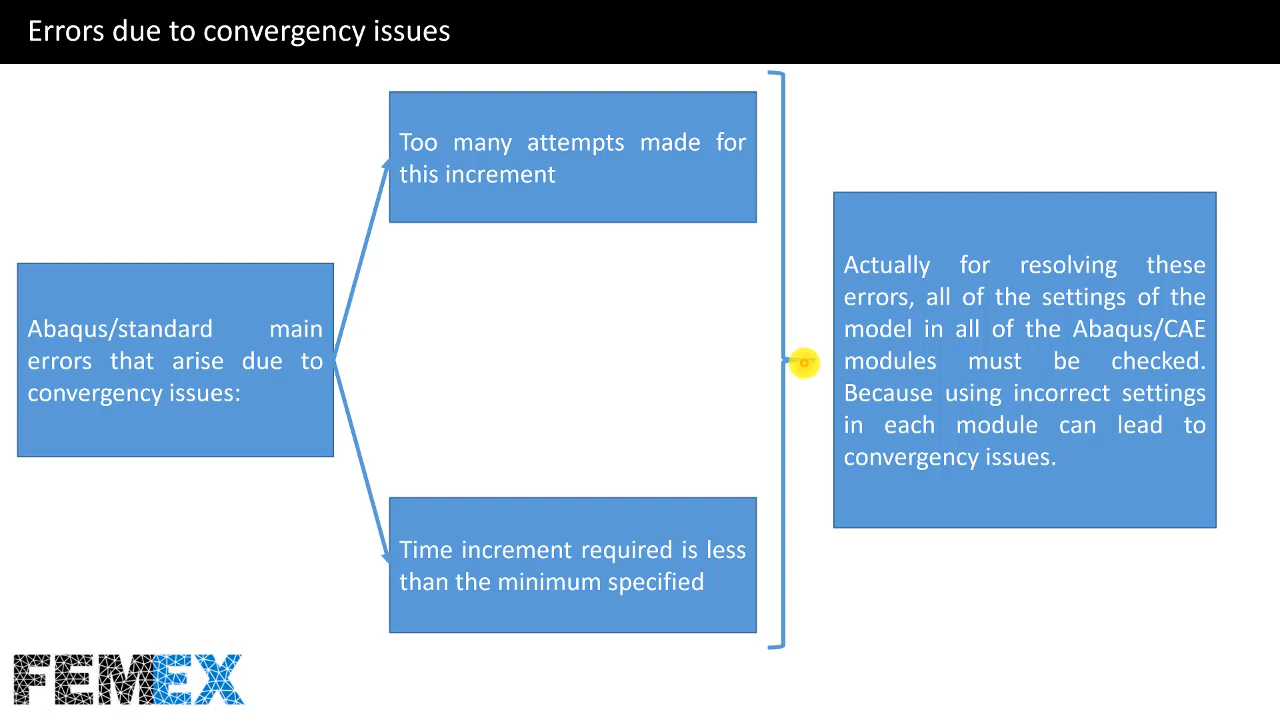 Errors due to convergency issues
Too many attempts made for
this increment
Abaqus/standard main
errors that arise due to
convergency issues:
Time increment required is less
than the minimum specified
Actually for resolving these
errors, all of the settings of the
model in all of the Abaqus/CAE
modules must be checked.
Because using incorrect settings
in each module can lead to
convergency issues.
FEMEX